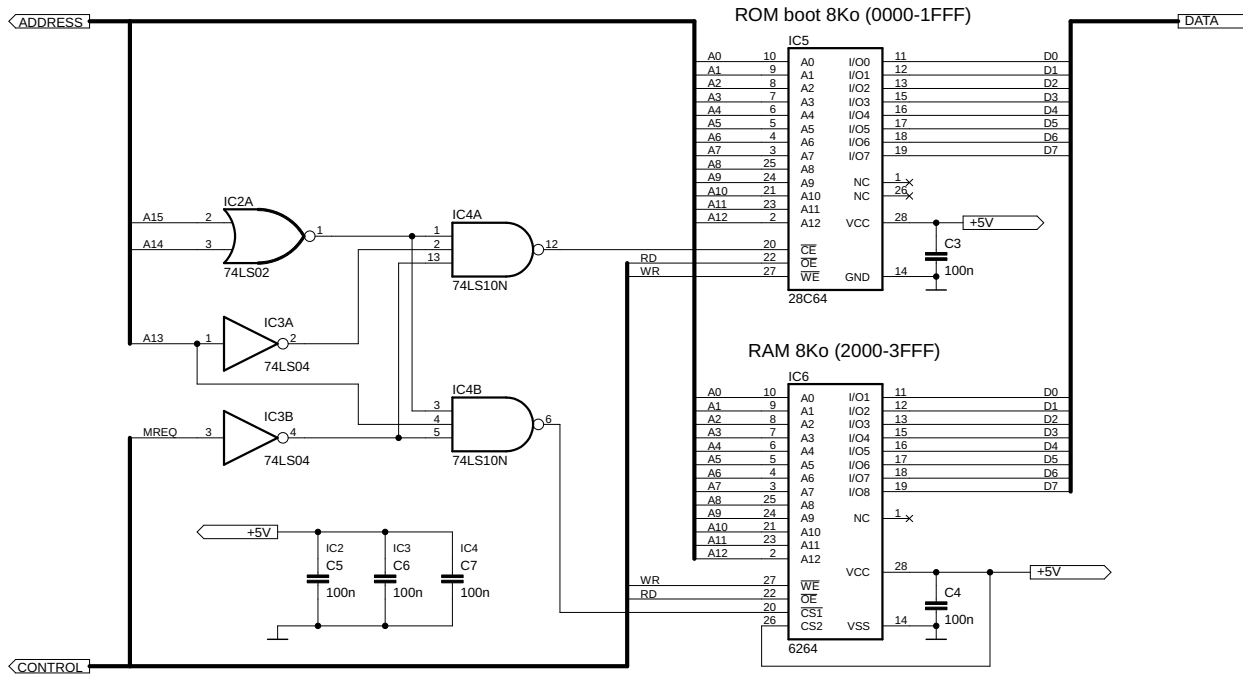 ADDRESS
ROM boot 8Ko (0000-1FFF)
DATA
IC5
A0 10 A0 I/O0 11 D0
A1 9 A1 I/O1 12 D1
A2 8 A2 I/O2 13 D2
A3 7 A3 I/O3 15 D3
A4 6 A4 I/O4 16 D4
A5 5 A5 I/O5 17 D5
A6 4 A6 I/O6 18 D6
A7 3 A7 I/O7 19 D7
A8 25 A8
A9 24 A9 NC 1
A10 21 A10 NC 26
A11 23 A11
A12 2 A12 VCC 28 +5V
20 CE
RD 22 OE
WR 27 WE GND 14
C3
100n
28C64
IC2A
A15 2
A14 3
1
74LS02
IC4A
1
2
13
12
74LS10N
IC3A
A13 1 2
74LS04
IC3B
MREQ 3 4
74LS04
IC4B
3
4
5
6
74LS10N
RAM 8Ko (2000-3FFF)
IC6
A0 10 A0 I/O1 11 D0
A1 9 A1 I/O2 12 D1
A2 8 A2 I/O3 13 D2
A3 7 A3 I/O4 15 D3
A4 6 A4 I/O5 16 D4
A5 5 A5 I/O6 17 D5
A6 4 A6 I/O7 18 D6
A7 3 A7 I/O8 19 D7
A8 25 A8
A9 24 A9 NC 1
A10 21 A10
A11 23 A11
A12 2 A12
VCC 28 +5V
WR 27 WE
RD 22 OE
20 CS1
26 CS2 VSS 14
C4
100n
6264
+5V
IC2 IC3 IC4
C5 C6 C7
100n 100n 100n
CONTROL